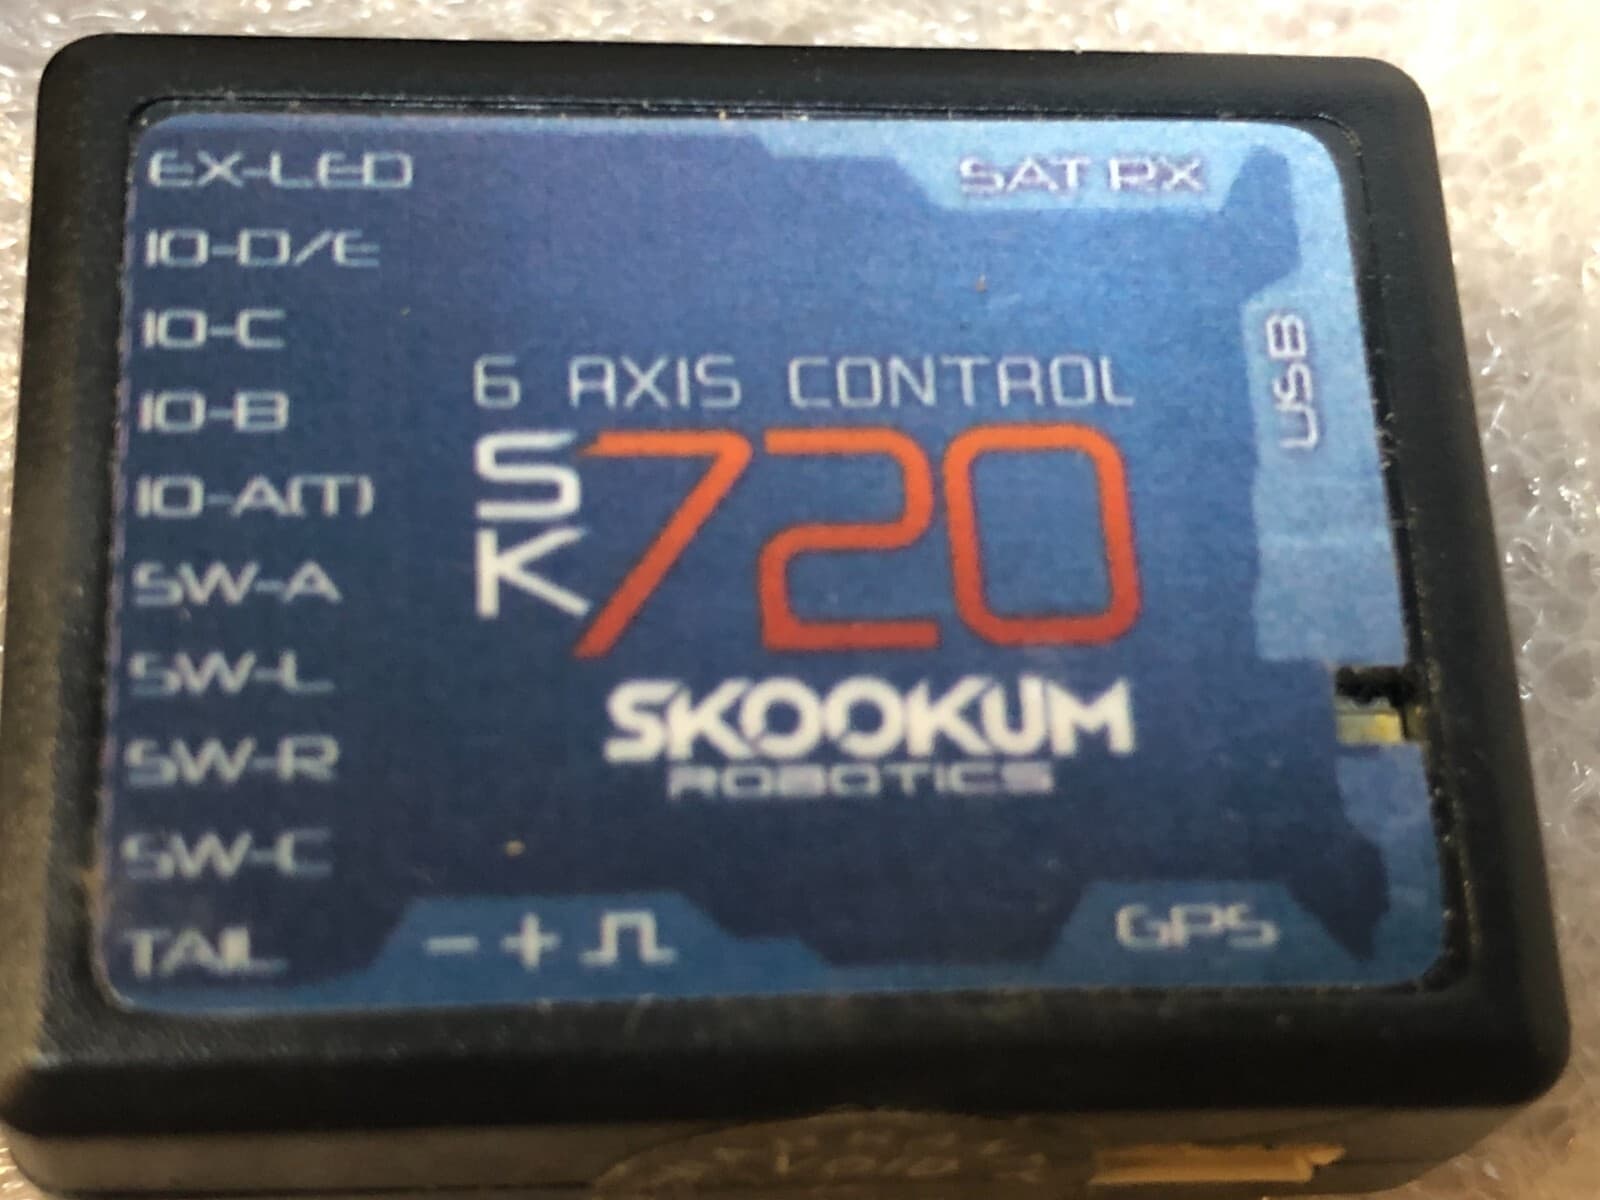 EX-LED
SAT RX
IO-D/E
IO-C
USB
IO-B
6 AXIS CONTROL
IO-A(T)
SK720
SW-A
SW-L
SKOOKUM
ROBOTICS
SW-R
SW-C
TAIL
- +
GPS